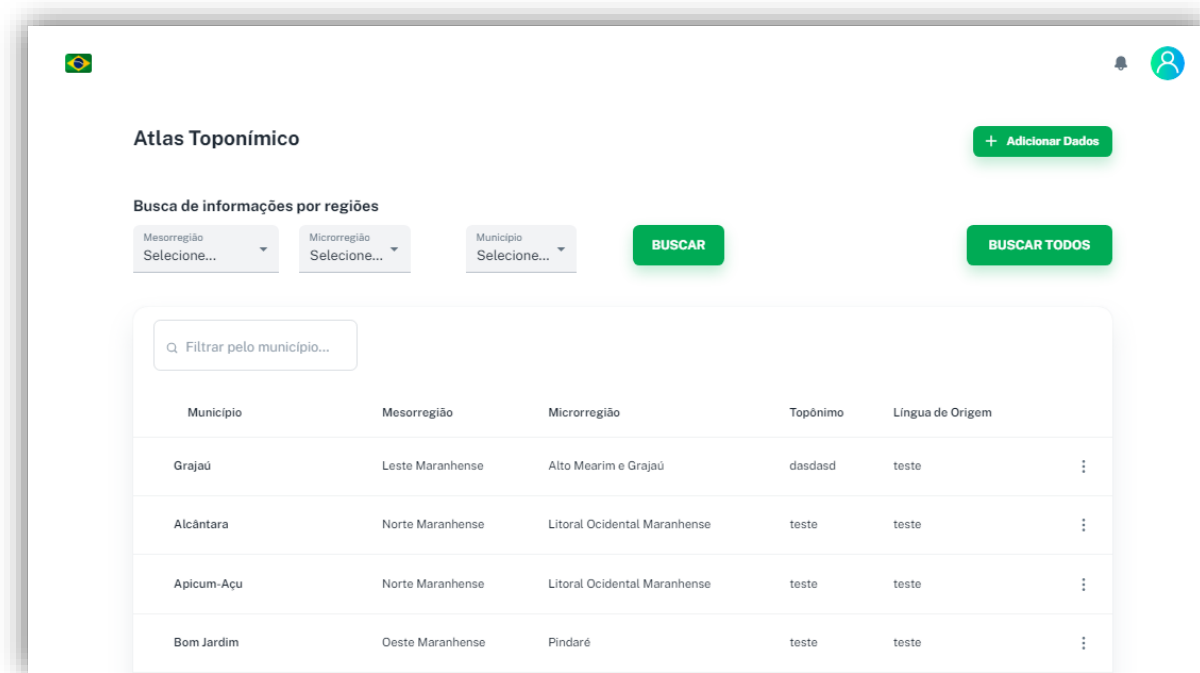 Atlas Toponímico
+ Adicionar Dados
Busca de informações por regiões
Mesorregião Microrregião Município
Selecione... Selecione... Selecione... BUSCAR BUSCAR TODOS
Filtrar pelo município...
Município Mesorregião Microrregião Topônimo Língua de Origem
Grajaú Leste Maranhense Alto Mearim e Grajaú dasdasd teste
Alcântara Norte Maranhense Litoral Ocidental Maranhense teste teste
Apicum-Açu Norte Maranhense Litoral Ocidental Maranhense teste teste
Bom Jardim Oeste Maranhense Pindaré teste teste